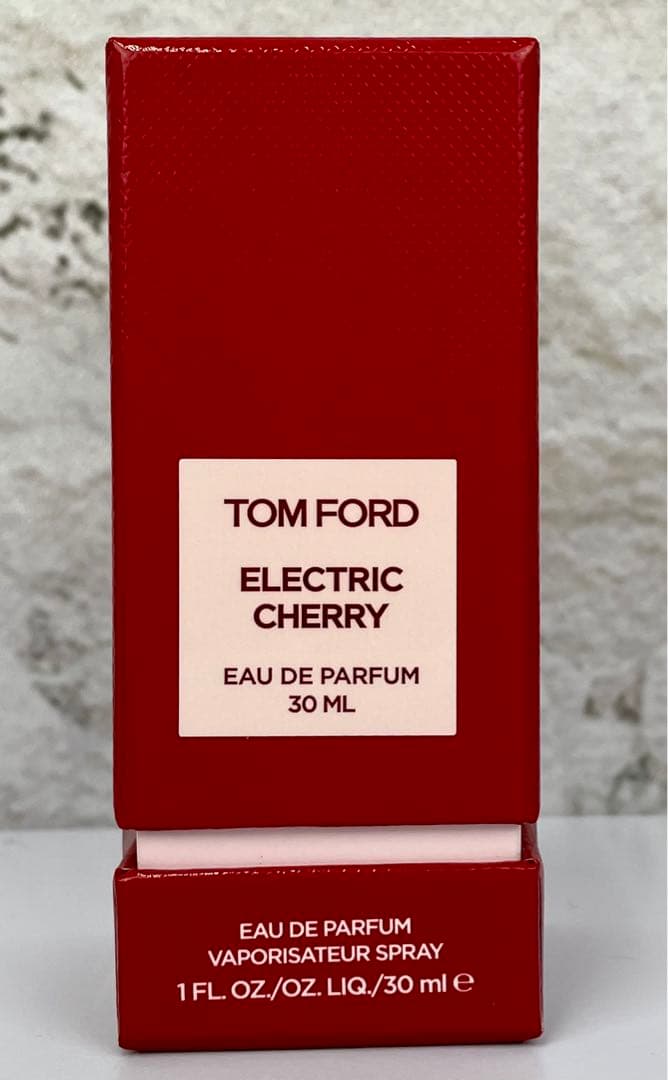 TOM FORD
ELECTRIC
CHERRY
EAU DE PARFUM
30 ML
EAU DE PARFUM
VAPORISATEUR SPRAY
1 FL. OZ./OZ. LIQ./30 ml ℮